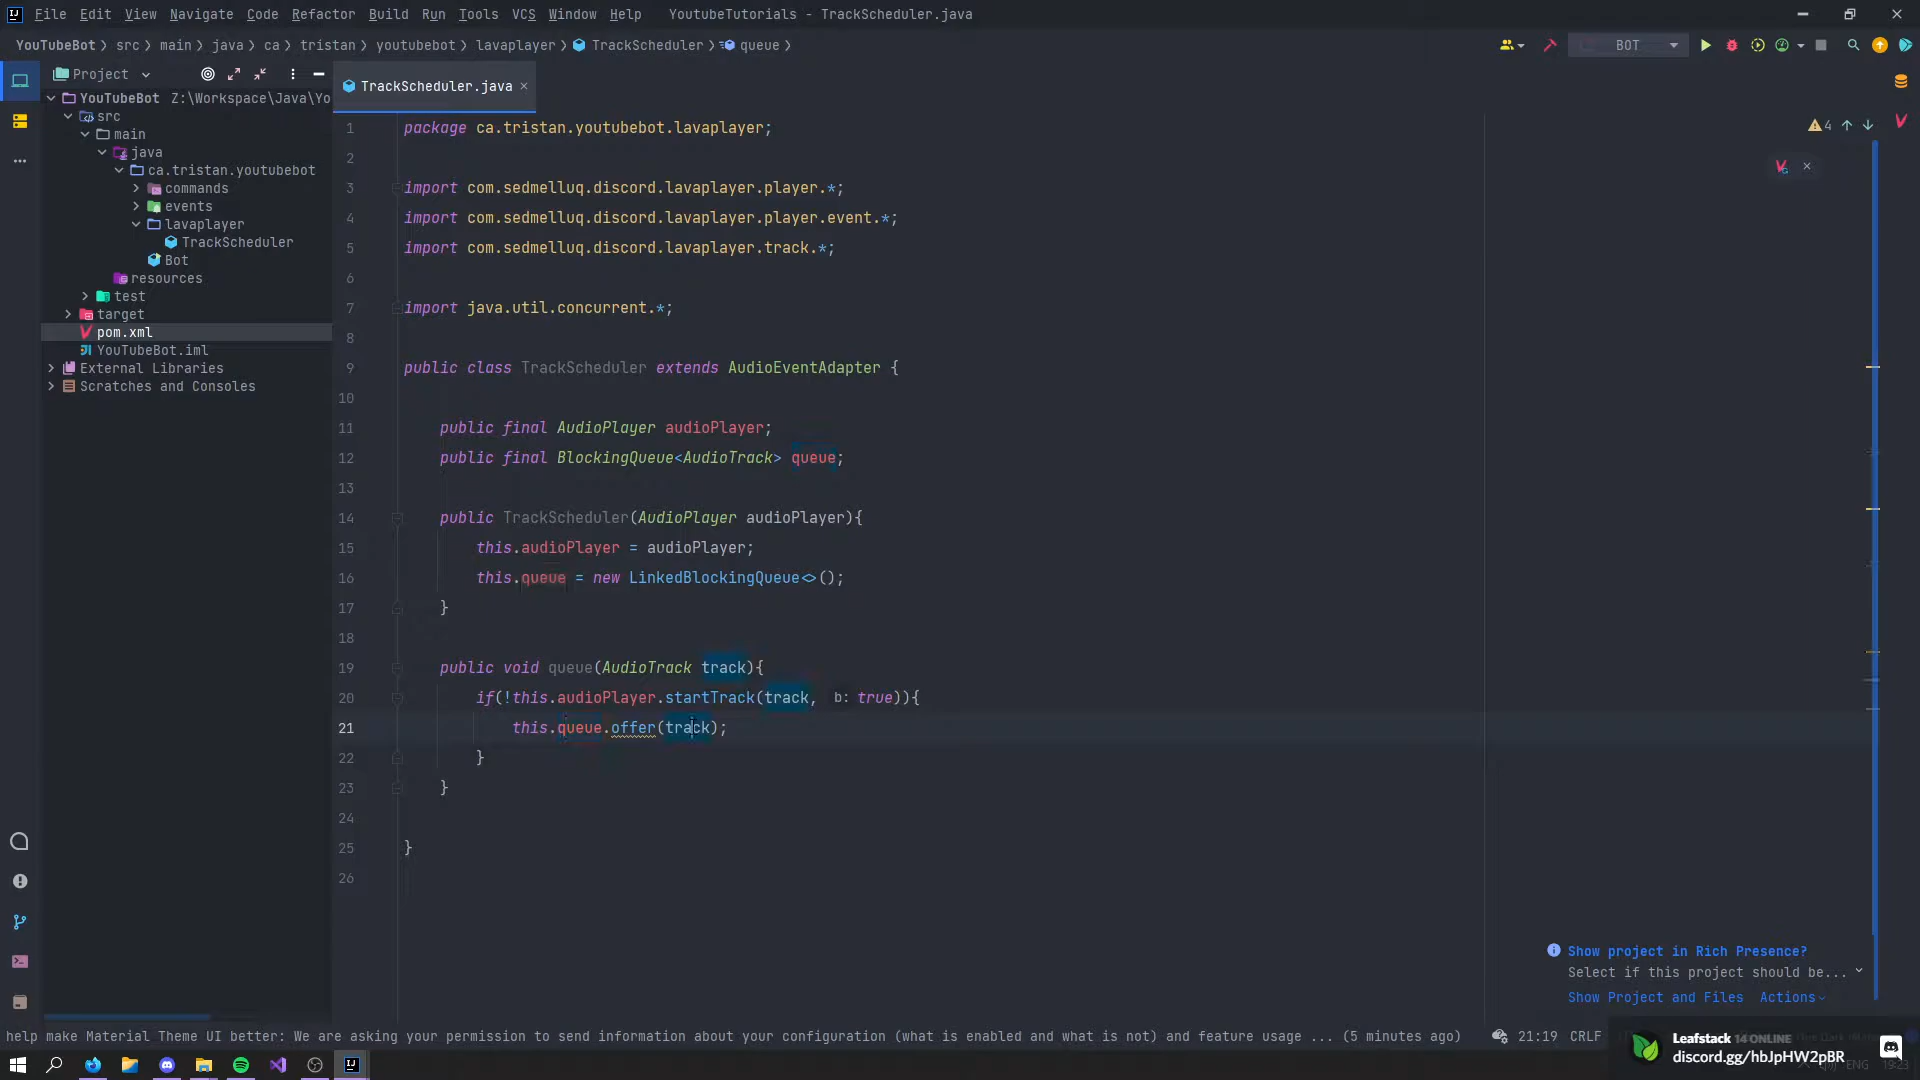 File Edit View Navigate Code Refactor Build Run Tools VCS Window Help YoutubeTutorials - TrackScheduler.java
YouTubeBot > src > main > java > ca > tristan > youtubebot > lavaplayer > TrackScheduler > queue >
BOT
Project
TrackScheduler.java
YouTubeBot Z:\Workspace\Java\Yo
src
main
java
ca.tristan.youtubebot
commands
events
lavaplayer
TrackScheduler
Bot
resources
test
target
pom.xml
YouTubeBot.iml
External Libraries
Scratches and Consoles
4
1 package ca.tristan.youtubebot.lavaplayer;
2
3 import com.sedmelluq.discord.lavaplayer.player.*;
4 import com.sedmelluq.discord.lavaplayer.player.event.*;
5 import com.sedmelluq.discord.lavaplayer.track.*;
6
7 import java.util.concurrent.*;
8
9 public class TrackScheduler extends AudioEventAdapter {
10
11 public final AudioPlayer audioPlayer;
12 public final BlockingQueue<AudioTrack> queue;
13
14 public TrackScheduler(AudioPlayer audioPlayer){
15 this.audioPlayer = audioPlayer;
16 this.queue = new LinkedBlockingQueue<>();
17 }
18
19 public void queue(AudioTrack track){
20 if(!this.audioPlayer.startTrack(track, b: true)){
21 this.queue.offer(track);
22 }
23 }
24
25 }
26
Show project in Rich Presence?
Select if this project should be...
Show Project and Files Actions
help make Material Theme UI better: We are asking your permission to send information about your configuration (what is enabled and what is not) and feature usage ... (5 minutes ago) 21:19 CRLF
Leafstack 14 ONLINE
discord.gg/hbJpHW2pBR
ENG 19:23